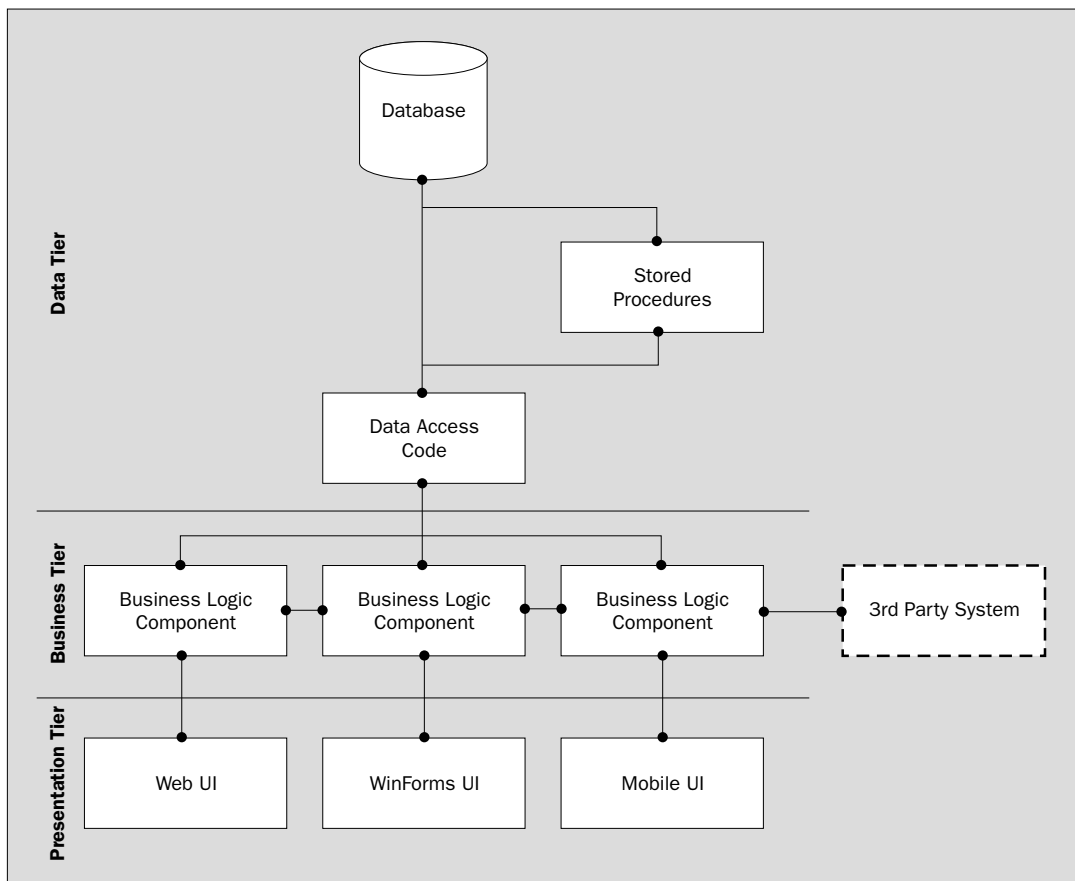 Database
Data Tier
Stored
Procedures
Data Access
Code
Business Tier
Business Logic
Component
Business Logic
Component
Business Logic
Component
3rd Party System
Presentation Tier
Web UI
WinForms UI
Mobile UI